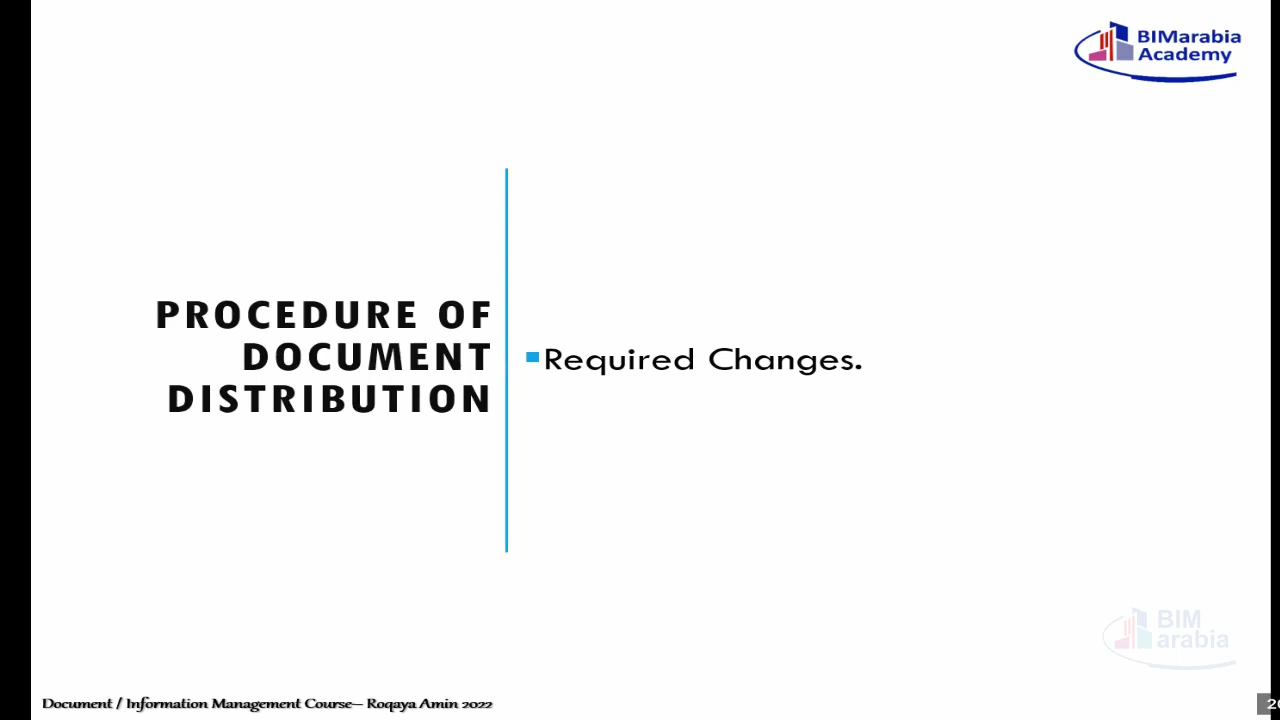 BIMarabia
Academy
PROCEDURE OF
DOCUMENT
DISTRIBUTION
Required Changes.
BIM
arabia
Document / Information Management Course– Roqaya Amin 2022